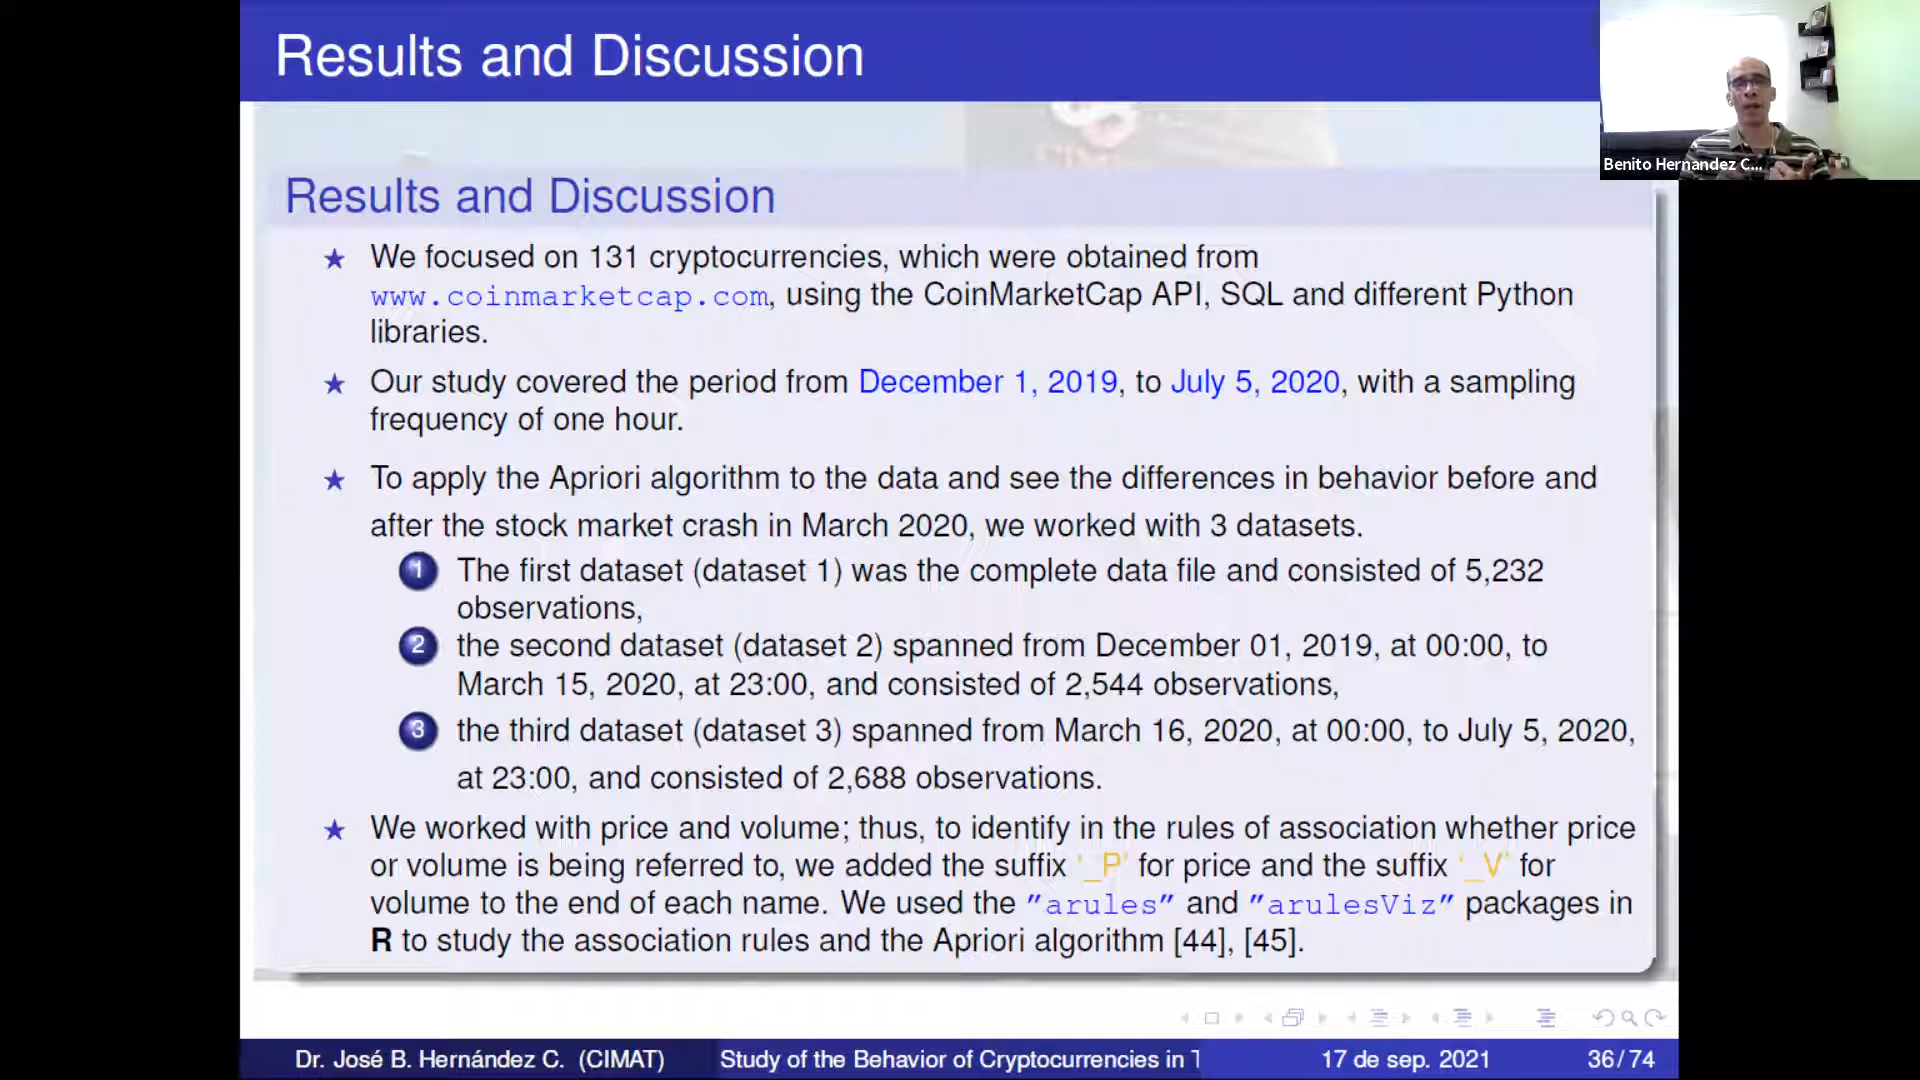 Results and Discussion
Benito Hernandez C...
Results and Discussion
We focused on 131 cryptocurrencies, which were obtained from
www.coinmarketcap.com, using the CoinMarketCap API, SQL and different Python
libraries.
Our study covered the period from December 1, 2019, to July 5, 2020, with a sampling
frequency of one hour.
To apply the Apriori algorithm to the data and see the differences in behavior before and
after the stock market crash in March 2020, we worked with 3 datasets.
1 The first dataset (dataset 1) was the complete data file and consisted of 5,232
observations,
2 the second dataset (dataset 2) spanned from December 01, 2019, at 00:00, to
March 15, 2020, at 23:00, and consisted of 2,544 observations,
3 the third dataset (dataset 3) spanned from March 16, 2020, at 00:00, to July 5, 2020,
at 23:00, and consisted of 2,688 observations.
We worked with price and volume; thus, to identify in the rules of association whether price
or volume is being referred to, we added the suffix '_P' for price and the suffix '_V' for
volume to the end of each name. We used the "arules" and "arulesViz" packages in
R to study the association rules and the Apriori algorithm [44], [45].
Dr. José B. Hernández C. (CIMAT) Study of the Behavior of Cryptocurrencies in T 17 de sep. 2021 36/74